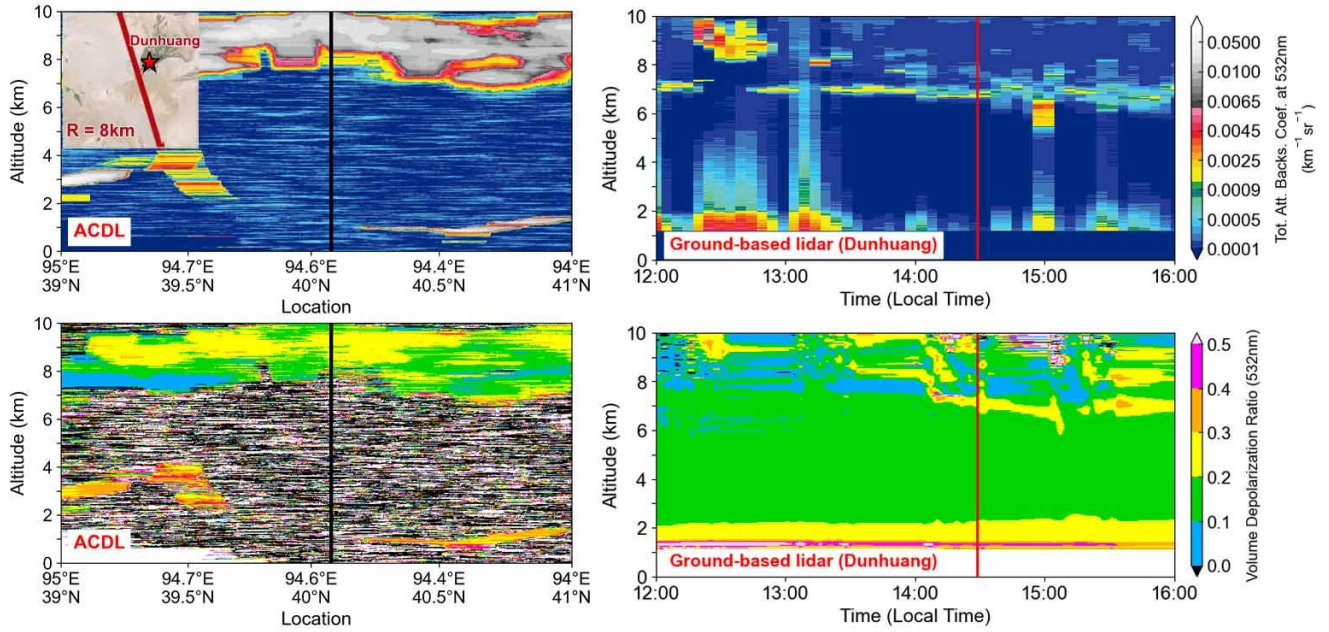 Altitude (km)
10
8
6
4
2
0
Dunhuang
R = 8km
ACDL
95°E 94.7°E 94.6°E 94.4°E 94°E
39°N 39.5°N 40°N 40.5°N 41°N
Location
Altitude (km)
10
8
6
4
2
0
Ground-based lidar (Dunhuang)
12:00 13:00 14:00 15:00 16:00
Time (Local Time)
0.0500
0.0100
0.0065
0.0045
0.0025
0.0009
0.0005
0.0001
Tot. Att. Backs. Coef. at 532nm
(km⁻¹ sr⁻¹)
Altitude (km)
10
8
6
4
2
0
ACDL
95°E 94.7°E 94.6°E 94.4°E 94°E
39°N 39.5°N 40°N 40.5°N 41°N
Location
Altitude (km)
10
8
6
4
2
0
Ground-based lidar (Dunhuang)
12:00 13:00 14:00 15:00 16:00
Time (Local Time)
0.5
0.4
0.3
0.2
0.1
0.0
Volume Depolarization Ratio (532nm)